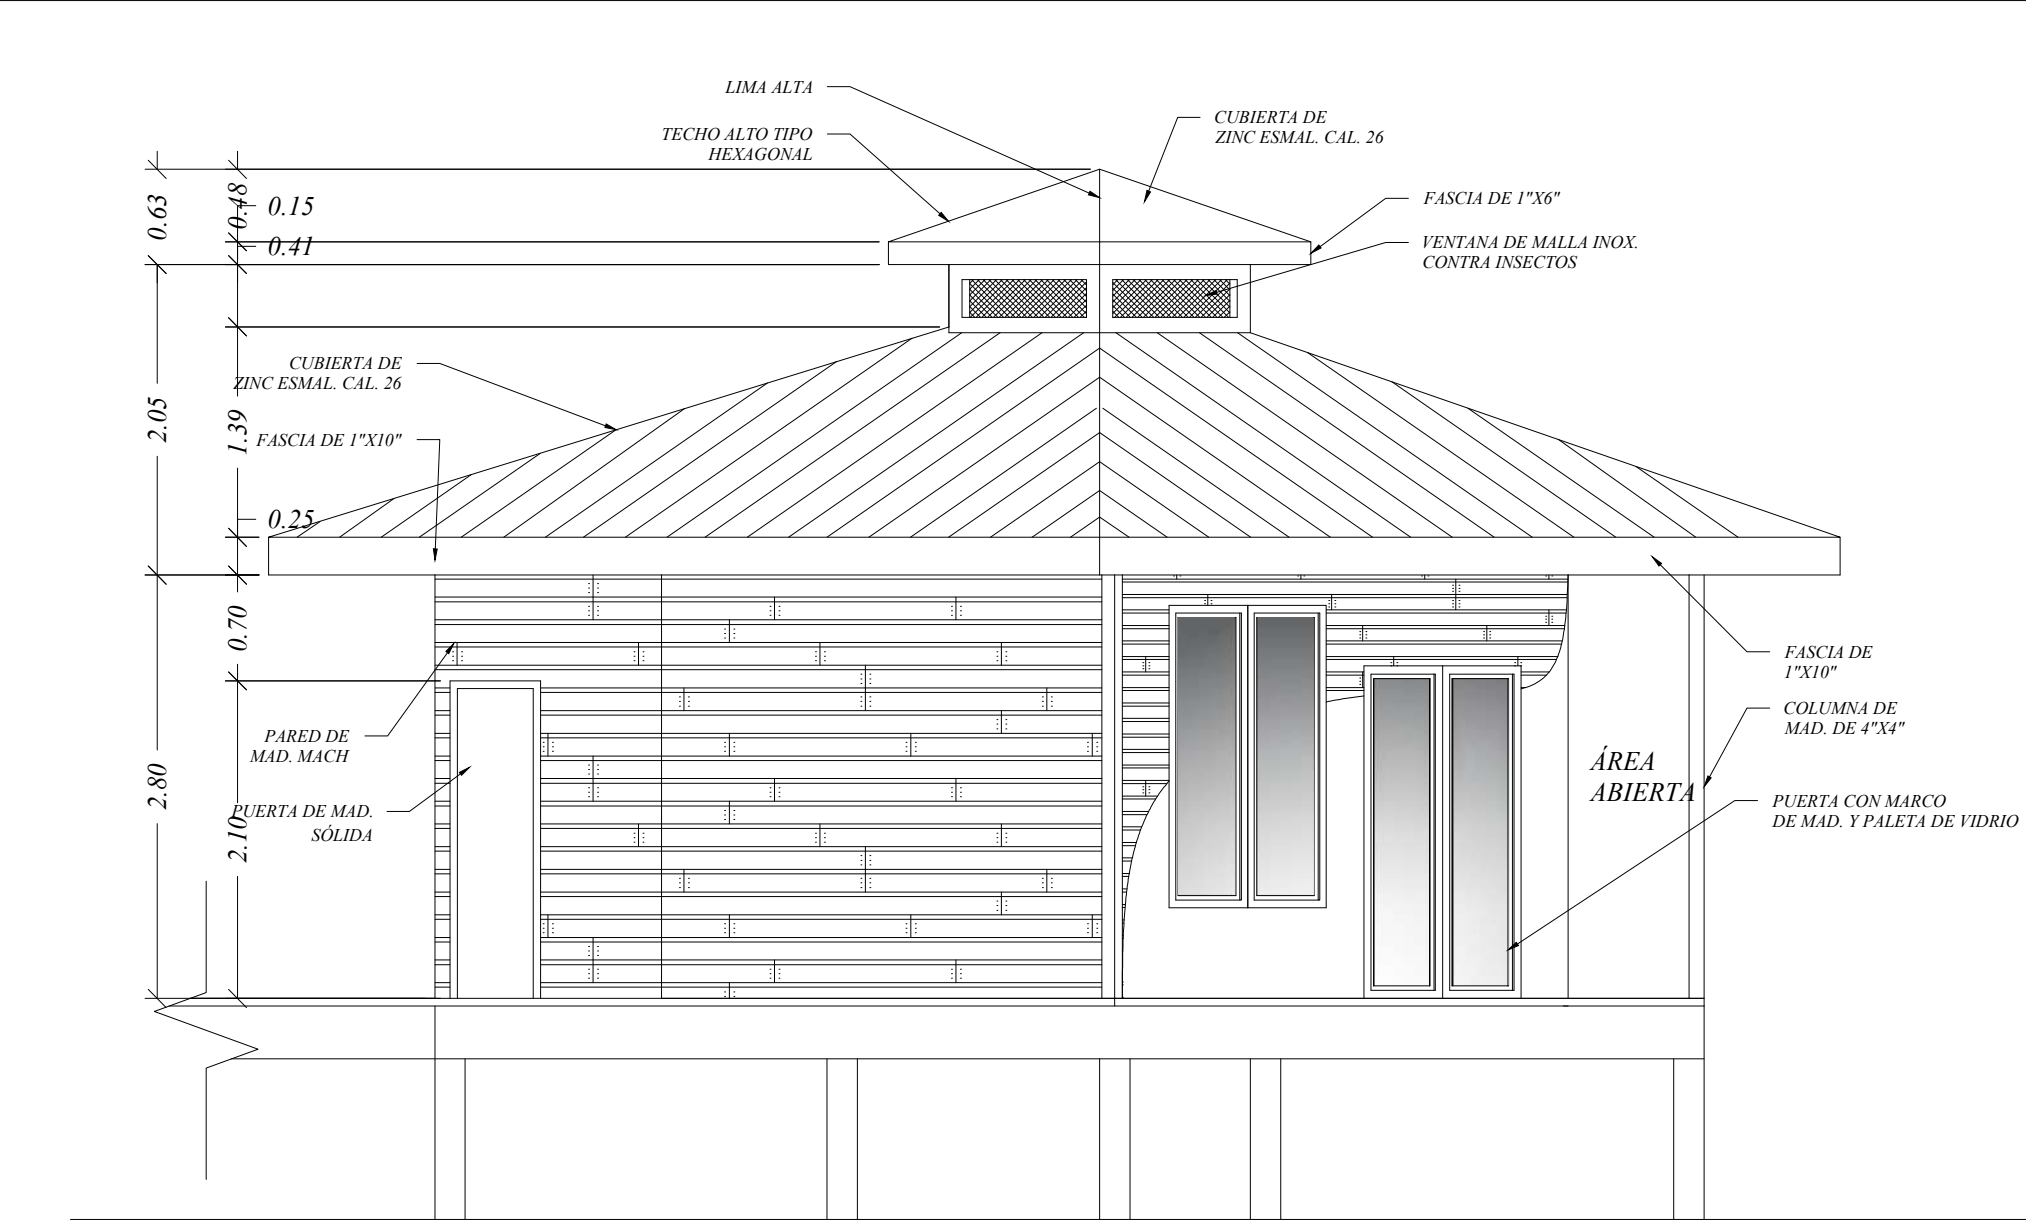 LIMA ALTA
TECHO ALTO TIPO
HEXAGONAL
CUBIERTA DE
ZINC ESMAL. CAL. 26
FASCIA DE 1"X6"
VENTANA DE MALLA INOX.
CONTRA INSECTOS
0.63
0.48
0.15
0.41
CUBIERTA DE
ZINC ESMAL. CAL. 26
2.05
1.39
FASCIA DE 1"X10"
0.25
0.70
FASCIA DE
1"X10"
COLUMNA DE
MAD. DE 4"X4"
PARED DE
MAD. MACH
ÁREA
ABIERTA
2.80
2.10
PUERTA DE MAD.
SÓLIDA
PUERTA CON MARCO
DE MAD. Y PALETA DE VIDRIO